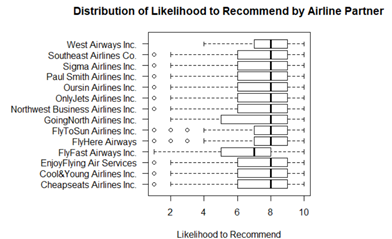 Distribution of Likelihood to Recommend by Airline Partner
West Airways Inc.
Southeast Airlines Co.
Sigma Airlines Inc.
Paul Smith Airlines Inc.
Oursin Airlines Inc.
OnlyJets Airlines Inc.
Northwest Business Airlines Inc.
GoingNorth Airlines Inc.
FlyToSun Airlines Inc.
FlyHere Airways
FlyFast Airways Inc.
EnjoyFlying Air Services
Cool&Young Airlines Inc.
Cheapseats Airlines Inc.
2 4 6 8 10
Likelihood to Recommend